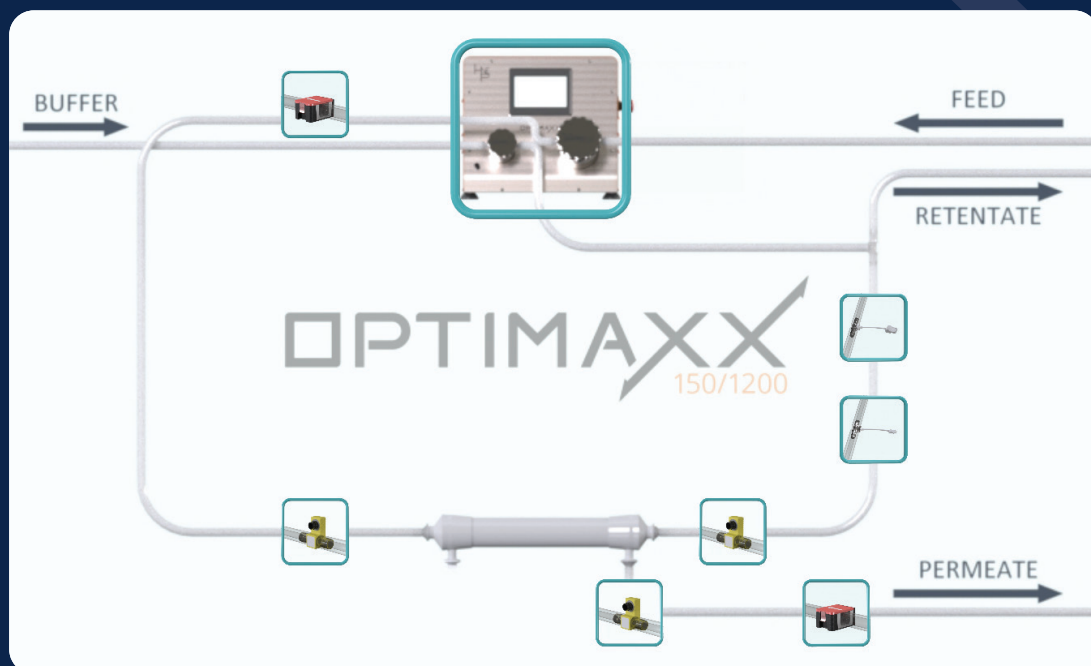 BUFFER
FEED
RETENTATE
OPTIMAXX
150/1200
PERMEATE